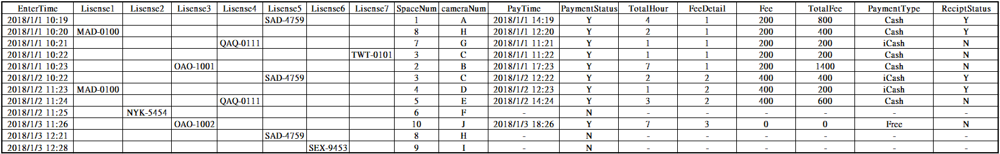 EnterTime Lisense1 Lisense2 Lisense3 Lisense4 Lisense5 Lisense6 Lisense7 SpaceNum cameraNum PayTime PaymentStatus TotalHour FeeDetail Fee TotalFee PaymentType ReciptStatus
2018/1/1 10:19 SAD-4759 1 A 2018/1/1 14:19 Y 4 1 200 800 Cash Y
2018/1/1 10:20 MAD-0100 8 H 2018/1/1 12:20 Y 2 1 200 400 Cash Y
2018/1/1 10:21 QAQ-0111 7 G 2018/1/1 11:21 Y 1 1 200 200 iCash N
2018/1/1 10:22 TWT-0101 3 C 2018/1/1 11:22 Y 1 1 200 200 Cash N
2018/1/1 10:23 OAO-1001 2 B 2018/1/1 17:23 Y 7 1 200 1400 Cash N
2018/1/2 10:22 SAD-4759 3 C 2018/1/2 12:22 Y 2 2 400 400 iCash Y
2018/1/2 11:23 MAD-0100 4 D 2018/1/2 12:23 Y 1 2 400 200 iCash Y
2018/1/2 11:24 QAQ-0111 5 E 2018/1/2 14:24 Y 3 2 400 600 Cash N
2018/1/2 11:25 NYK-5454 6 F - N - - - - - -
2018/1/3 11:26 OAO-1002 10 J 2018/1/3 18:26 Y 7 3 0 0 Free N
2018/1/3 12:21 SAD-4759 8 H - N - - - - - -
2018/1/3 12:28 SEX-9453 9 I - N - - - - - -